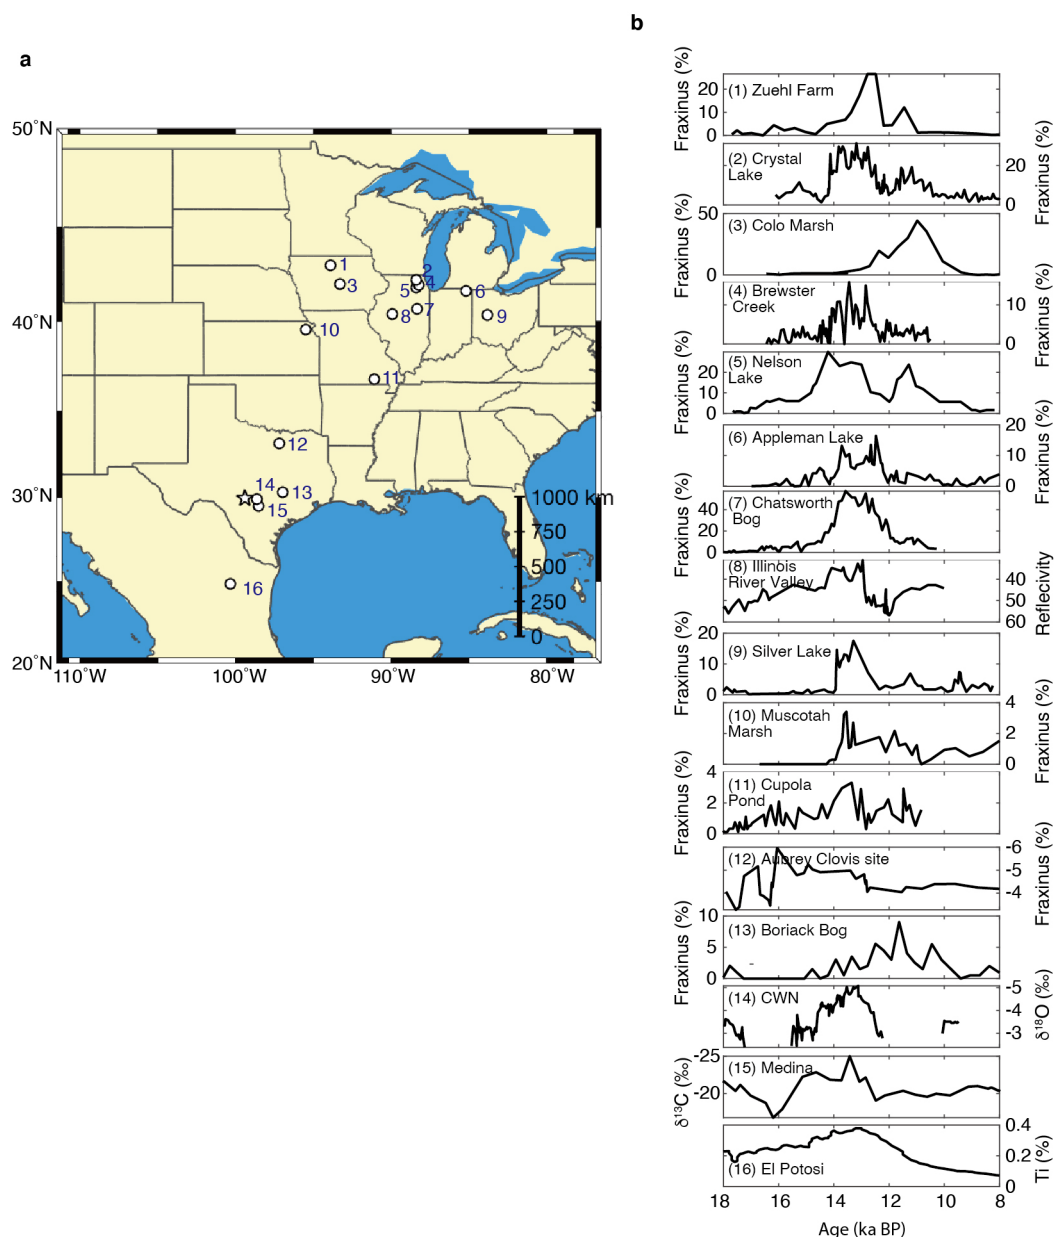 a
50°N
40°N
30°N
20°N
110°W
100°W
90°W
80°W
1
2
3
4
5
6
7
8
9
10
11
12
13
14
15
16
1000 km
750
500
250
0
b
Fraxinus (%)
20
10
0
(1) Zuehl Farm
(2) Crystal
Lake
20
0
Fraxinus (%)
Fraxinus (%)
50
0
(3) Colo Marsh
(4) Brewster
Creek
10
0
Fraxinus (%)
Fraxinus (%)
20
10
0
(5) Nelson
Lake
(6) Appleman Lake
20
10
0
Fraxinus (%)
Fraxinus (%)
40
20
0
(7) Chatsworth
Bog
(8) Illinois
River Valley
40
50
60
Reflecivity
Fraxinus (%)
20
10
0
(9) Silver Lake
(10) Muscotah
Marsh
4
2
0
Fraxinus (%)
Fraxinus (%)
4
2
0
(11) Cupola
Pond
(12) Aubrey Clovis site
-6
-5
-4
Fraxinus (%)
Fraxinus (%)
10
5
0
(13) Boriack Bog
(14) CWN
-5
-4
-3
δ18O (‰)
δ13C (‰)
-25
-20
(15) Medina
(16) El Potosi
0.4
0.2
0
Ti (%)
18
16
14
12
10
8
Age (ka BP)